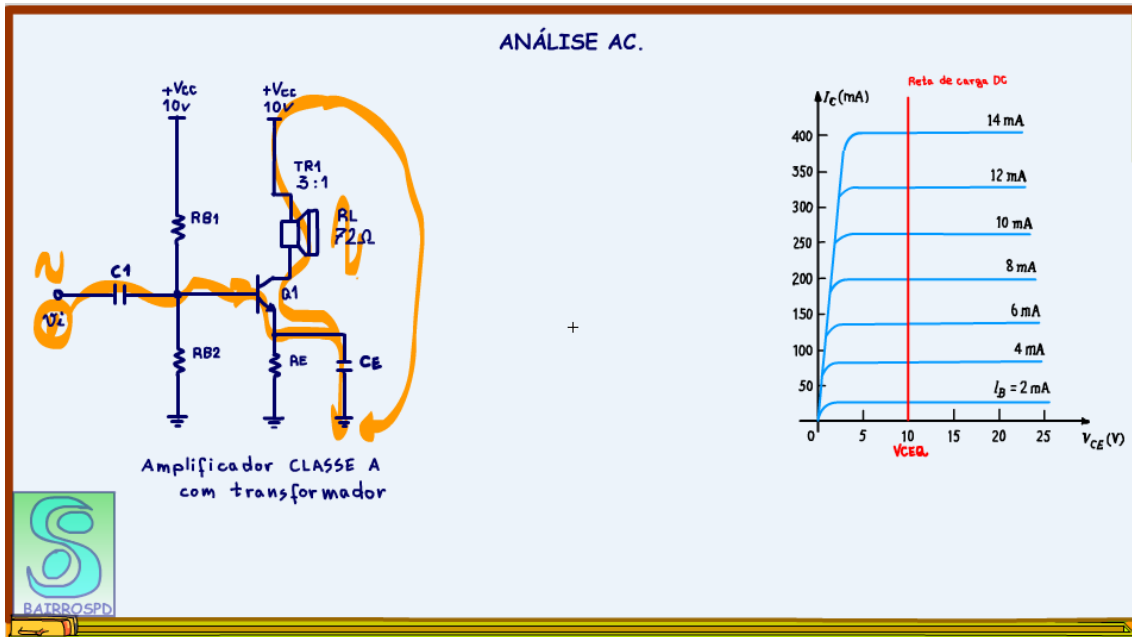 ANÁLISE AC.
+Vcc
10v
+Vcc
10v
TR1
3:1
RB1
RL
72Ω
C1
Q1
vi
RB2
RE
CE
Amplificador CLASSE A
com transformador
BAIRROSPD
Reta de carga DC
IC (mA)
14 mA
400
350
12 mA
300
10 mA
250
8 mA
200
150
6 mA
100
4 mA
50
IB = 2 mA
0 5 10 15 20 25 VCE (V)
VCEQ